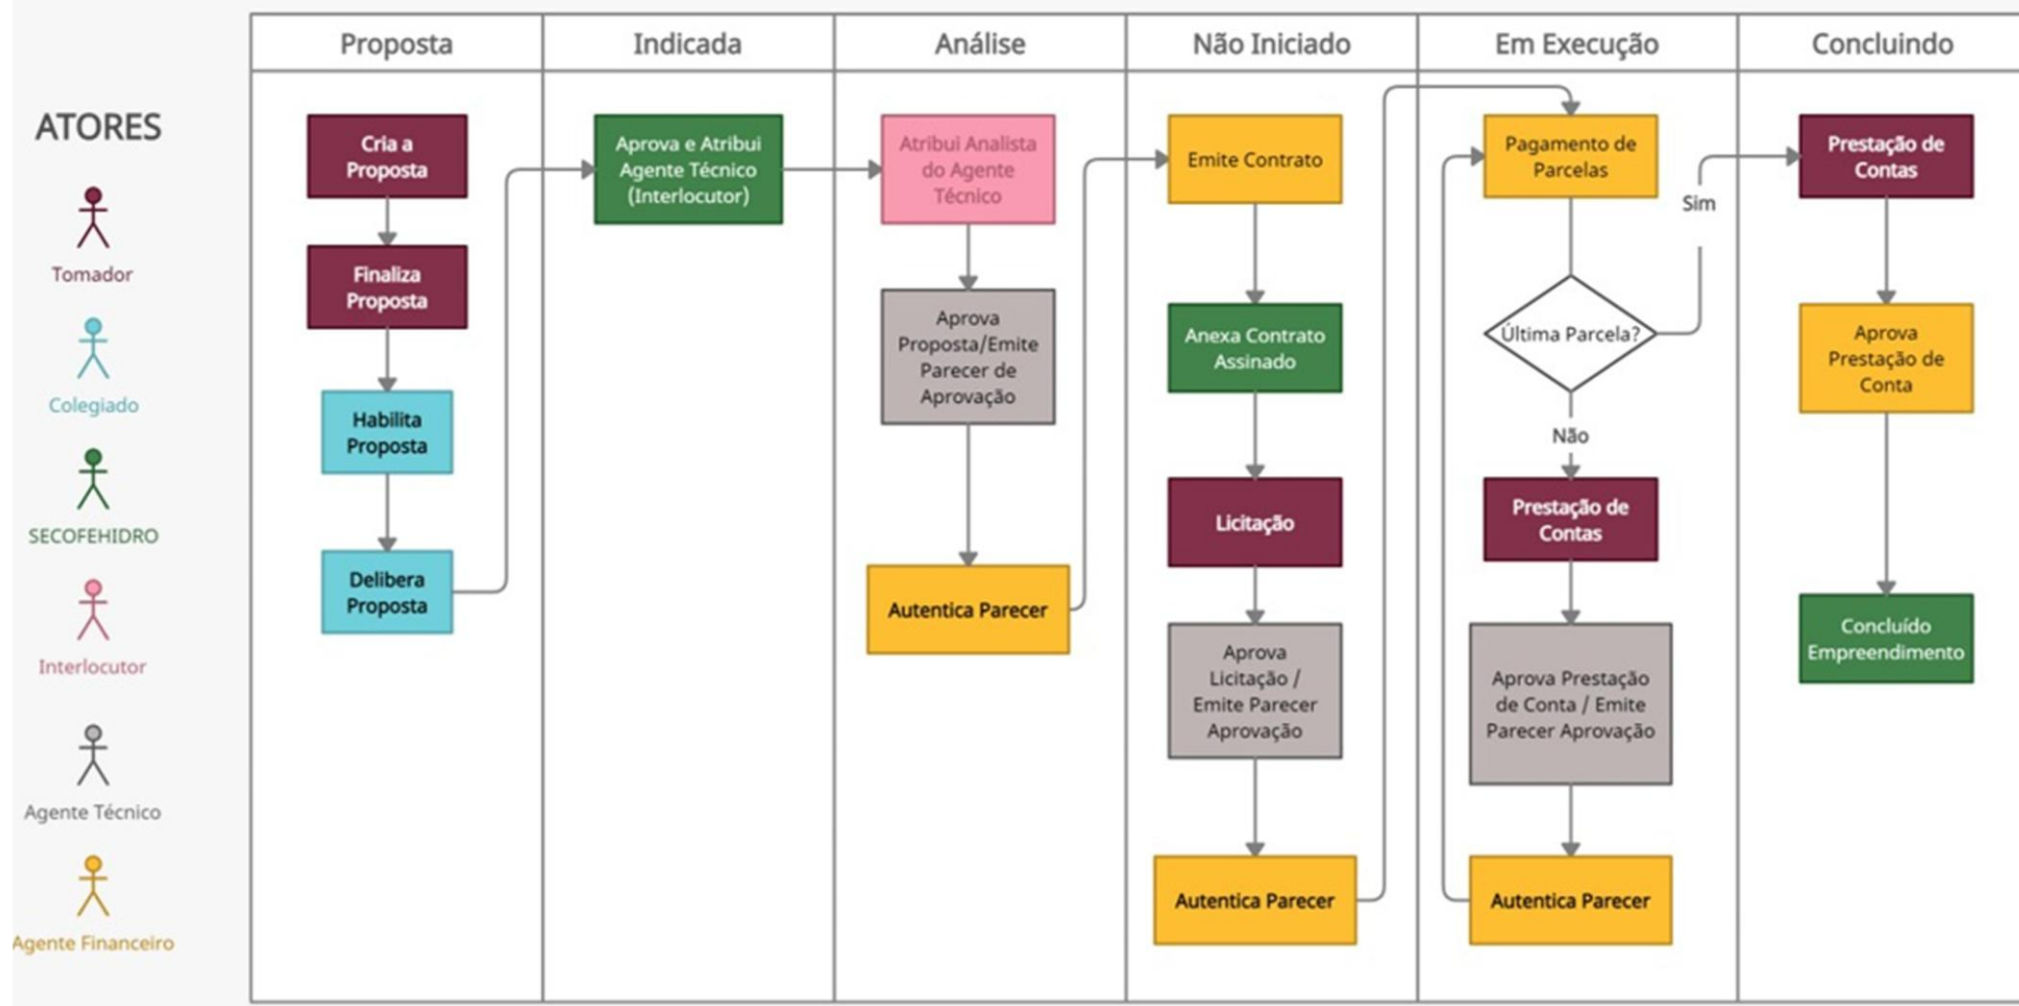 Proposta
Indicada
Análise
Não Iniciado
Em Execução
Concluindo
ATORES
Tomador
Colegiado
SECOFEHIDRO
Interlocutor
Agente Técnico
Agente Financeiro
Cria a
Proposta
Finaliza
Proposta
Habilita
Proposta
Delibera
Proposta
Aprova e Atribui
Agente Técnico
(Interlocutor)
Atribui Analista
do Agente
Técnico
Aprova
Proposta/Emite
Parecer de
Aprovação
Autentica Parecer
Emite Contrato
Anexa Contrato
Assinado
Licitação
Aprova
Licitação /
Emite Parecer
Aprovação
Autentica Parecer
Pagamento de
Parcelas
Última Parcela?
Sim
Não
Prestação de
Contas
Aprova Prestação
de Conta / Emite
Parecer Aprovação
Autentica Parecer
Prestação de
Contas
Aprova
Prestação de
Conta
Concluído
Empreendimento